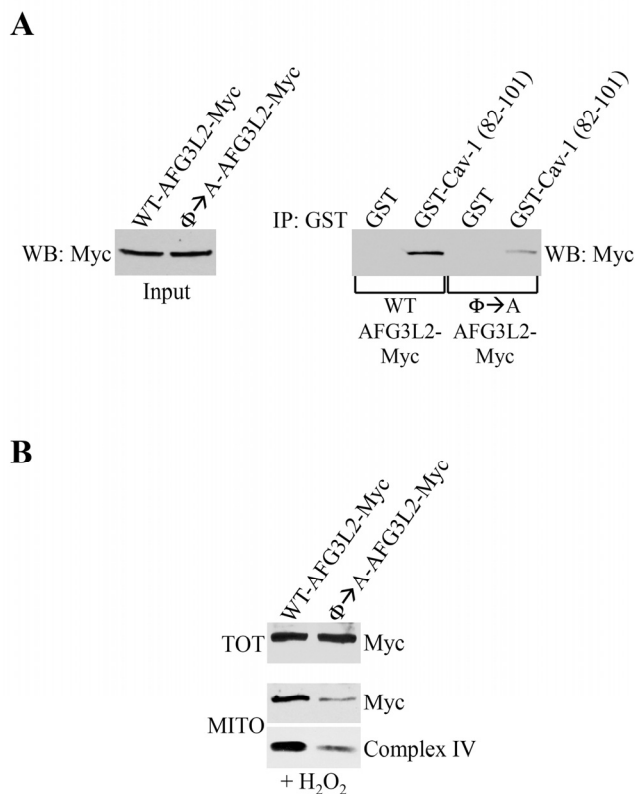 A
WT-AFG3L2-Myc
Φ→A-AFG3L2-Myc
WB: Myc
Input
IP: GST
GST
GST-Cav-1 (82-101)
GST
GST-Cav-1 (82-101)
WB: Myc
WT
AFG3L2-
Myc
Φ→A
AFG3L2-
Myc
B
WT-AFG3L2-Myc
Φ→A-AFG3L2-Myc
TOT
Myc
MITO
Myc
Complex IV
+ H₂O₂